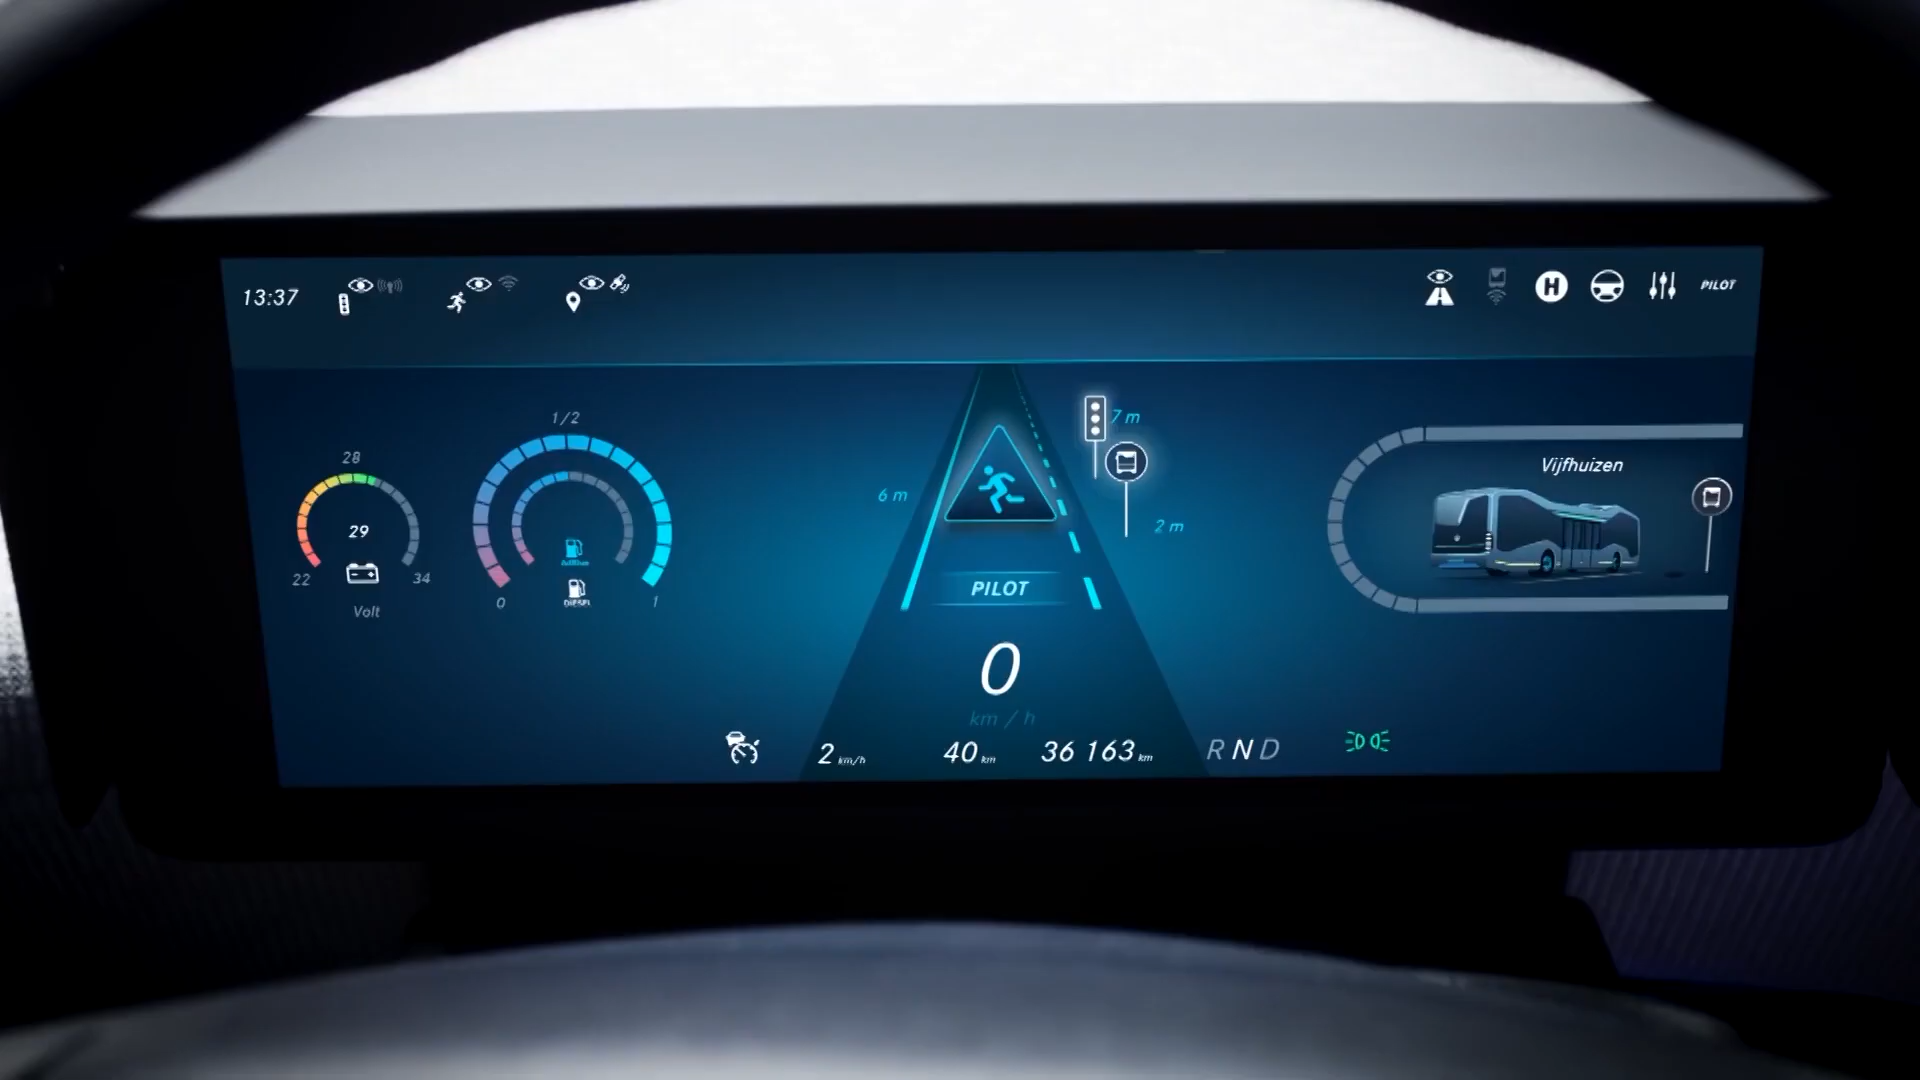 13:37
H
PILOT
1/2
7 m
28
Vijfhuizen
6 m
29
2 m
AdBlue
22
34
DIESEL
0
1
Volt
PILOT
0
km / h
2 km/h
40 km
36 163 km
R N D